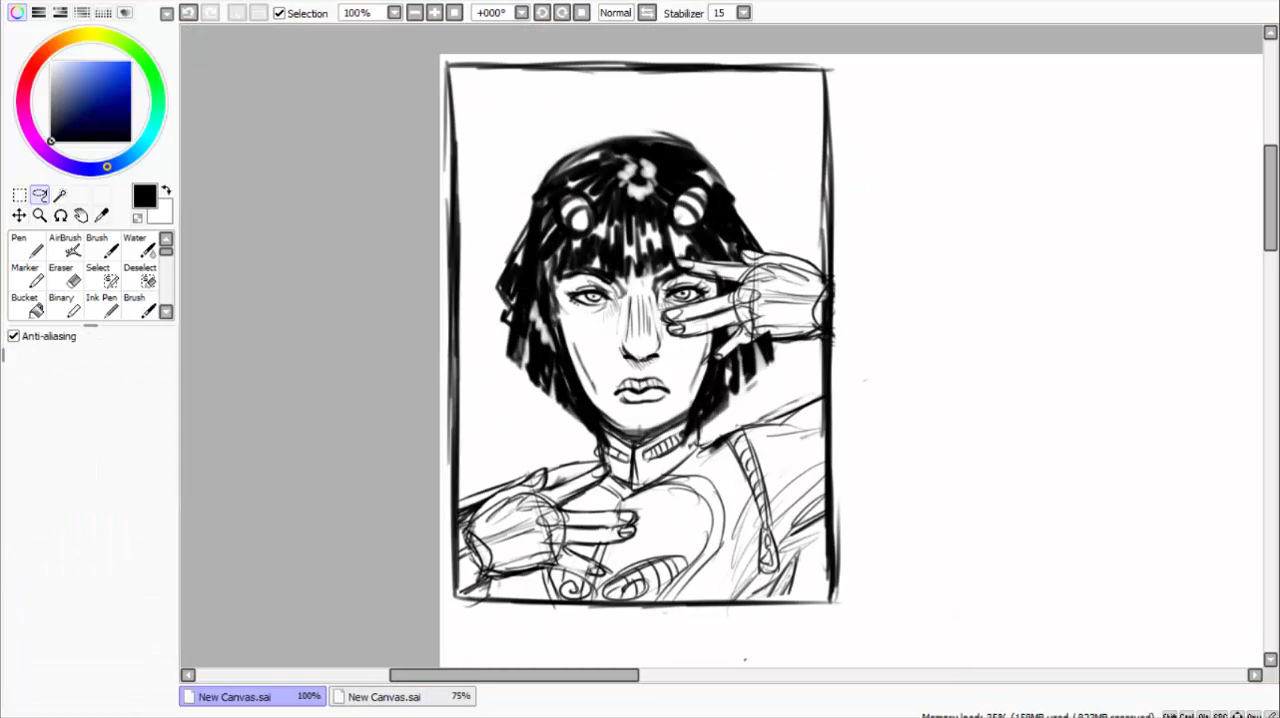 Selection 100% +000° Normal Stabilizer 15
Pen AirBrush Brush Water
Marker Eraser Select Deselect
Bucket Binary Ink Pen Brush
Anti-aliasing
New Canvas.sai 100% New Canvas.sai 75%